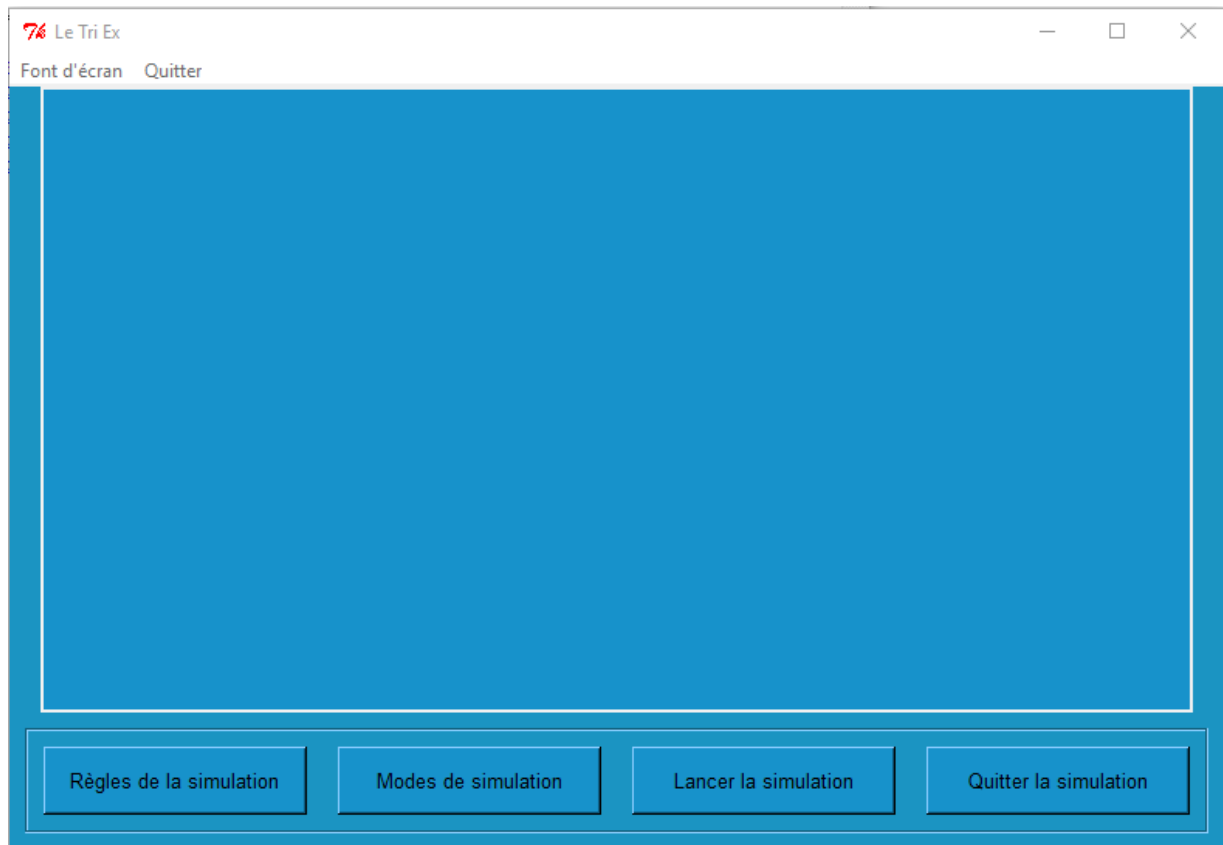 Le Tri Ex
Font d'écran Quitter
Règles de la simulation Modes de simulation Lancer la simulation Quitter la simulation